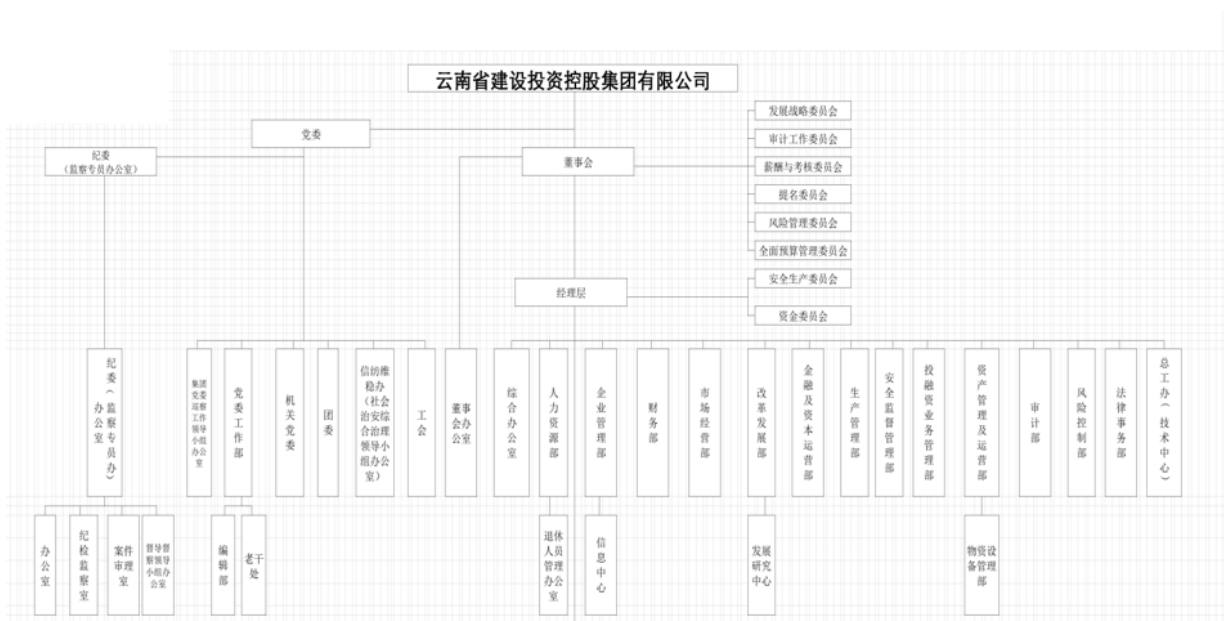 云南省建设投资控股集团有限公司
发展战略委员会
党委
审计工作委员会
纪委
（监察专员办公室）
董事会
薪酬与考核委员会
提名委员会
风险管理委员会
全面预算管理委员会
经理层
安全生产委员会
资金委员会
纪委（监察专员办）办公室
集团党委巡察工作领导小组办公室
党委工作部
机关党委
团委
信纺维稳办（社会治安综合治理领导小组办公室）
工会
董事会办公室
综合办公室
人力资源部
企业管理部
财务部
市场经营部
改革发展部
金融及资本运营部
生产管理部
安全监督管理部
投融资业务管理部
资产管理及运营部
审计部
风险控制部
法律事务部
总工办（技术中心）
办公室
纪检监察室
案件审理室
督导督察领导小组办公室
编辑部
老干处
退休人员管理办公室
信息中心
发展研究中心
物资设备管理部